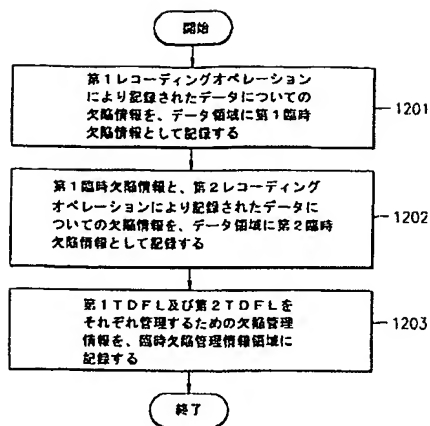 開始
第1レコーディングオペレーション
により記録されたデータについての
欠陥情報を、データ領域に第1臨時
欠陥情報として記録する
1201
第1臨時欠陥情報と、第2レコーディング
オペレーションにより記録されたデータに
ついての欠陥情報を、データ領域に第2臨時
欠陥情報として記録する
1202
第1TDFL及び第2TDFLを
それぞれ管理するための欠陥管理
情報を、臨時欠陥管理情報領域に
記録する
1203
終了